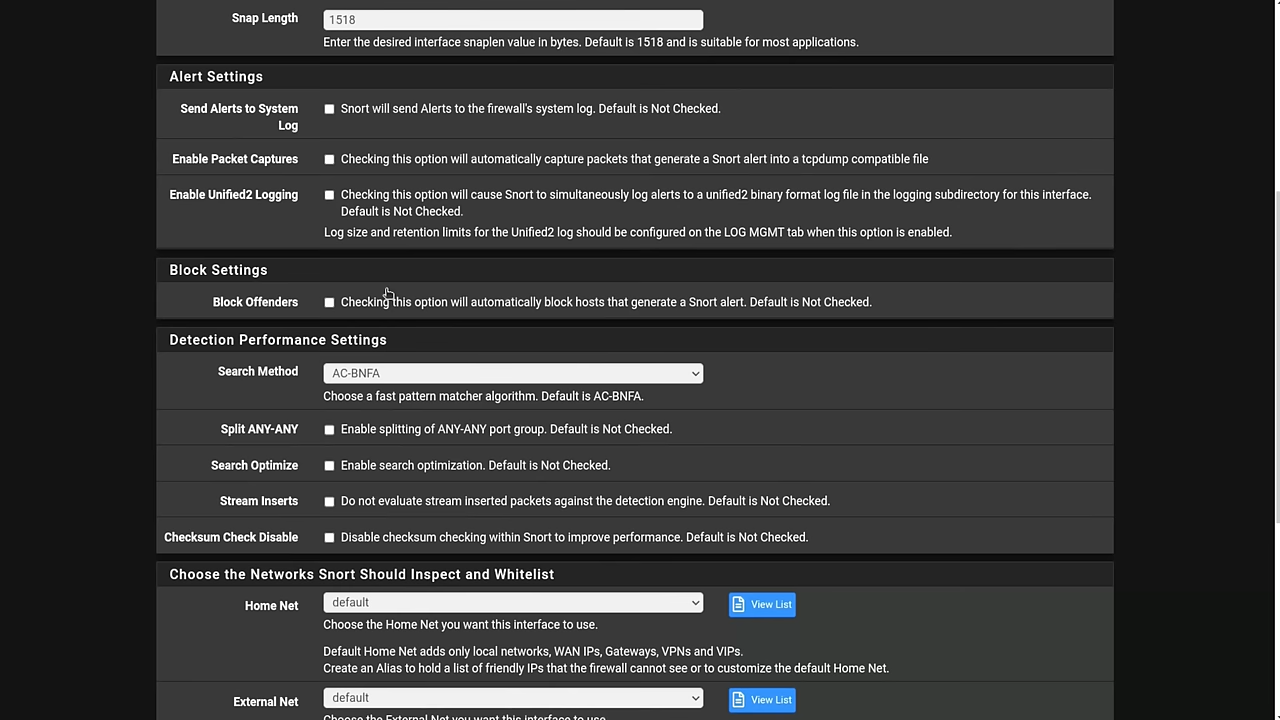 Snap Length
1518
Enter the desired interface snaplen value in bytes. Default is 1518 and is suitable for most applications.
Alert Settings
Send Alerts to System
Log
Snort will send Alerts to the firewall's system log. Default is Not Checked.
Enable Packet Captures
Checking this option will automatically capture packets that generate a Snort alert into a tcpdump compatible file
Enable Unified2 Logging
Checking this option will cause Snort to simultaneously log alerts to a unified2 binary format log file in the logging subdirectory for this interface.
Default is Not Checked.
Log size and retention limits for the Unified2 log should be configured on the LOG MGMT tab when this option is enabled.
Block Settings
Block Offenders
Checking this option will automatically block hosts that generate a Snort alert. Default is Not Checked.
Detection Performance Settings
Search Method
AC-BNFA
Choose a fast pattern matcher algorithm. Default is AC-BNFA.
Split ANY-ANY
Enable splitting of ANY-ANY port group. Default is Not Checked.
Search Optimize
Enable search optimization. Default is Not Checked.
Stream Inserts
Do not evaluate stream inserted packets against the detection engine. Default is Not Checked.
Checksum Check Disable
Disable checksum checking within Snort to improve performance. Default is Not Checked.
Choose the Networks Snort Should Inspect and Whitelist
Home Net
default
View List
Choose the Home Net you want this interface to use.
Default Home Net adds only local networks, WAN IPs, Gateways, VPNs and VIPs.
Create an Alias to hold a list of friendly IPs that the firewall cannot see or to customize the default Home Net.
External Net
default
View List
Choose the External Net you want this interface to use.